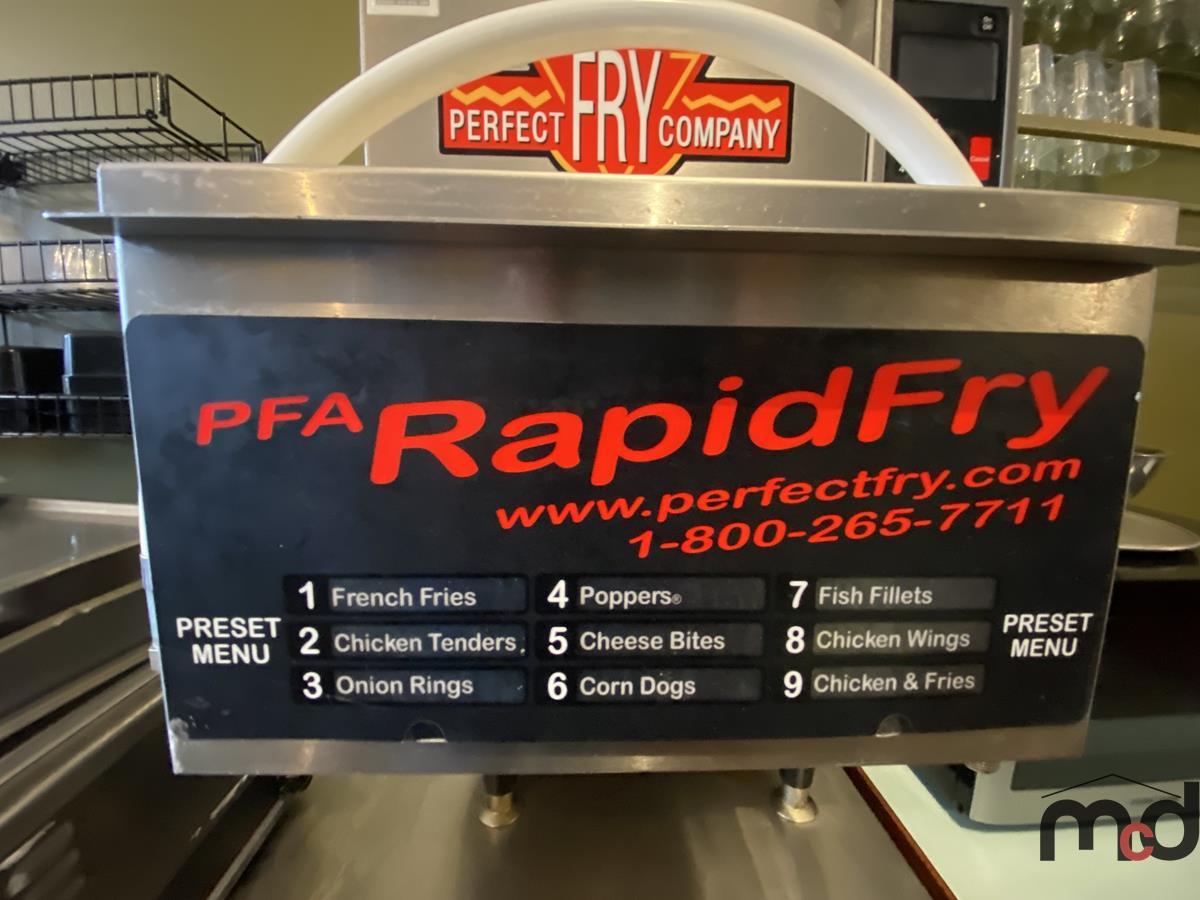 PERFECT FRY COMPANY
PFA RapidFry
www.perfectfry.com
1-800-265-7711
PRESET MENU
1 French Fries
2 Chicken Tenders
3 Onion Rings
4 Poppers®
5 Cheese Bites
6 Corn Dogs
7 Fish Fillets
8 Chicken Wings
9 Chicken & Fries
PRESET MENU
mcd